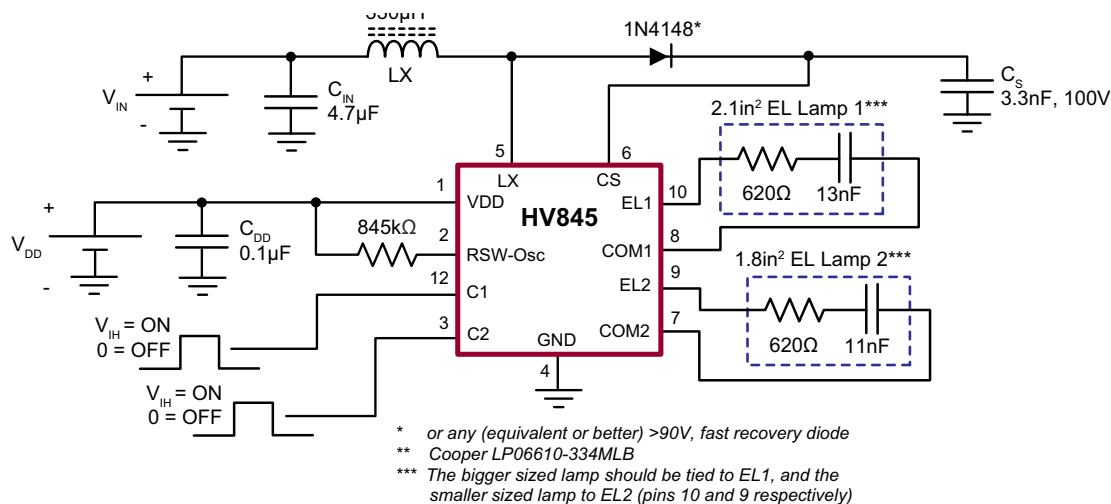 1N4148*
LX
V_IN
+
-
C_IN
4.7µF
C_S
3.3nF, 100V
2.1in² EL Lamp 1***
620Ω 13nF
5
LX
6
CS
HV845
1
VDD
2
RSW-Osc
12
C1
3
C2
GND
4
10
EL1
8
COM1
9
EL2
7
COM2
V_DD
+
-
C_DD
0.1µF
845kΩ
1.8in² EL Lamp 2***
620Ω 11nF
V_IH = ON
0 = OFF
V_IH = ON
0 = OFF
* or any (equivalent or better) >90V, fast recovery diode
** Cooper LP06610-334MLB
*** The bigger sized lamp should be tied to EL1, and the
smaller sized lamp to EL2 (pins 10 and 9 respectively)